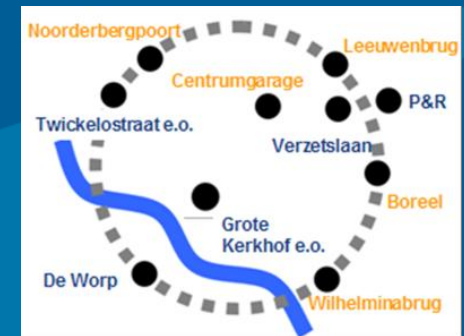 Noorderbergpoort
Leeuwenbrug
Centrumgarage
P&R
Twickelostraat e.o.
Verzetslaan
Boreel
Grote
Kerkhof e.o.
De Worp
Wilhelminabrug